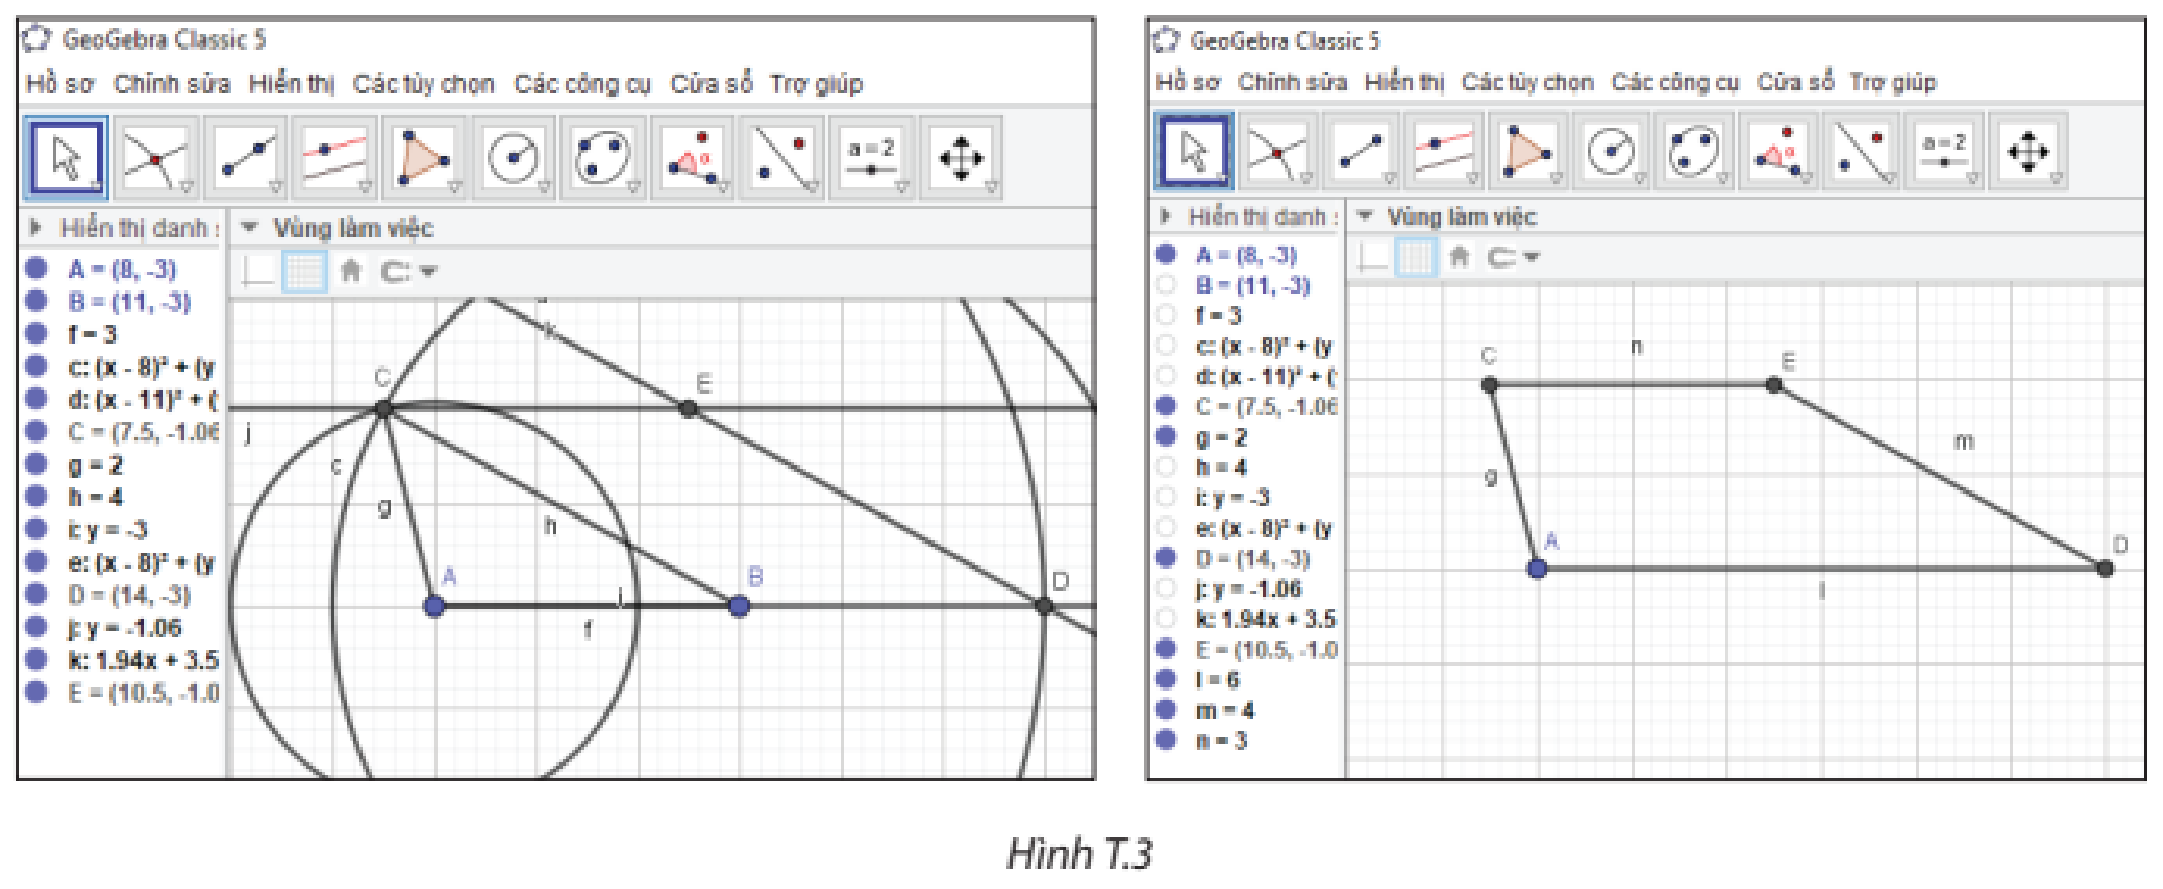 GeoGebra Classic 5
Hồ sơ Chỉnh sửa Hiển thị Các tùy chọn Các công cụ Cửa sổ Trợ giúp
a = 2
Hiển thị danh s
Vùng làm việc
A = (8, -3)
B = (11, -3)
f = 3
c: (x - 8)² + (y
d: (x - 11)² + (
C = (7.5, -1.06
g = 2
h = 4
i: y = -3
e: (x - 8)² + (y
D = (14, -3)
j: y = -1.06
k: 1.94x + 3.5
E = (10.5, -1.0
k
C
E
j
c
g
h
A
i
B
D
f
GeoGebra Classic 5
Hồ sơ Chỉnh sửa Hiển thị Các tùy chọn Các công cụ Cửa sổ Trợ giúp
a = 2
Hiển thị danh s
Vùng làm việc
A = (8, -3)
B = (11, -3)
f = 3
c: (x - 8)² + (y
d: (x - 11)² + (
C = (7.5, -1.06
g = 2
h = 4
i: y = -3
e: (x - 8)² + (y
D = (14, -3)
j: y = -1.06
k: 1.94x + 3.5
E = (10.5, -1.0
l = 6
m = 4
n = 3
n
C
E
m
g
A
D
l
Hình T.3